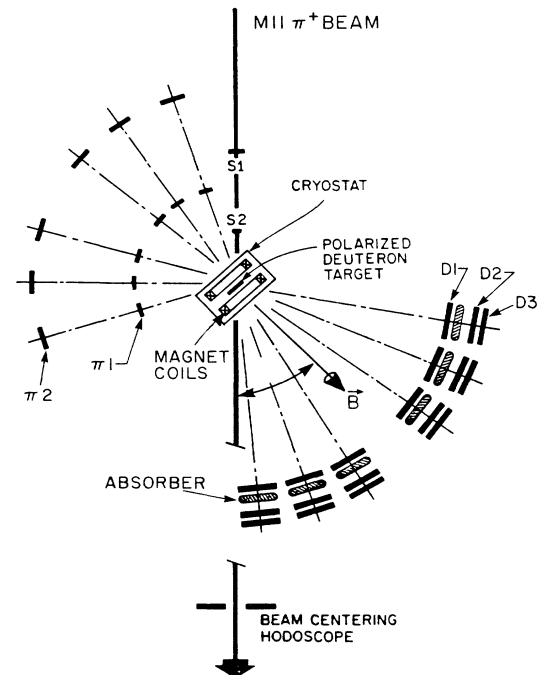 M11 π⁺ BEAM
S1
CRYOSTAT
S2
POLARIZED
DEUTERON
TARGET
D1
D2
D3
π1
MAGNET
COILS
π2
B⃗
ABSORBER
BEAM CENTERING
HODOSCOPE